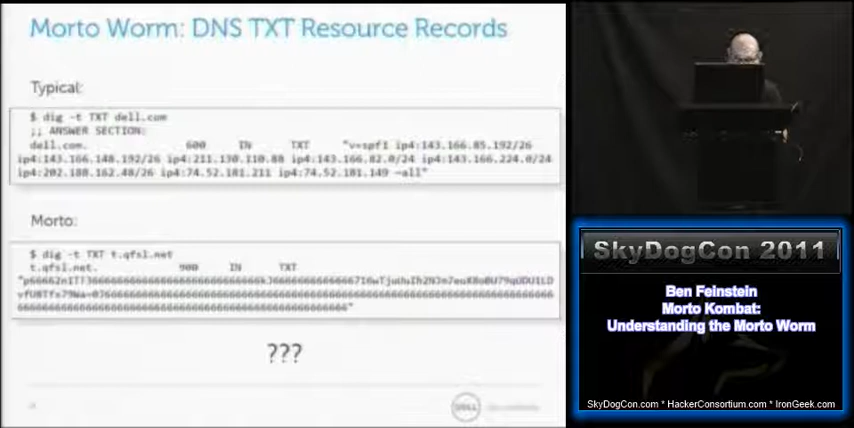 Morto Worm: DNS TXT Resource Records
Typical:
$ dig -t TXT dell.com
;; ANSWER SECTION:
dell.com. 600 IN TXT "v=spf1 ip4:143.166.85.192/26
ip4:143.166.148.192/26 ip4:211.130.110.88 ip4:143.166.82.0/24 ip4:143.166.224.0/24
ip4:202.188.162.48/26 ip4:74.52.181.211 ip4:74.52.181.149 -all"
Morto:
$ dig -t TXT t.qfsl.net
t.qfsl.net. 900 IN TXT
???
DELL
SkyDogCon 2011
Ben Feinstein
Morto Kombat:
Understanding the Morto Worm
SkyDogCon.com * HackerConsortium.com * IronGeek.com